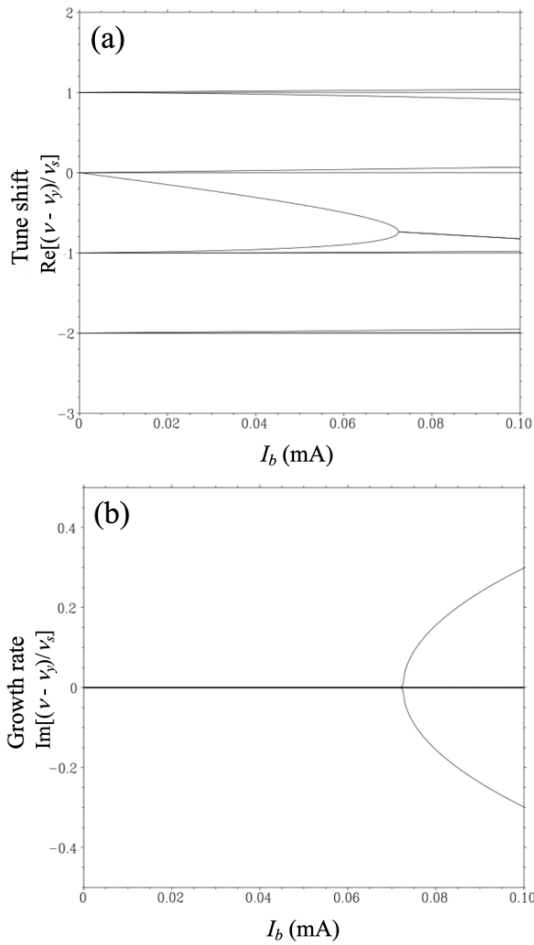 (a)
2
1
0
-1
-2
-3
Tune shift
Re[(ν - νy)/νs]
0
0.02
0.04
0.06
0.08
0.10
Ib (mA)
(b)
0.4
0.2
0
-0.2
-0.4
Growth rate
Im[(ν - νy)/νs]
0
0.02
0.04
0.06
0.08
0.10
Ib (mA)